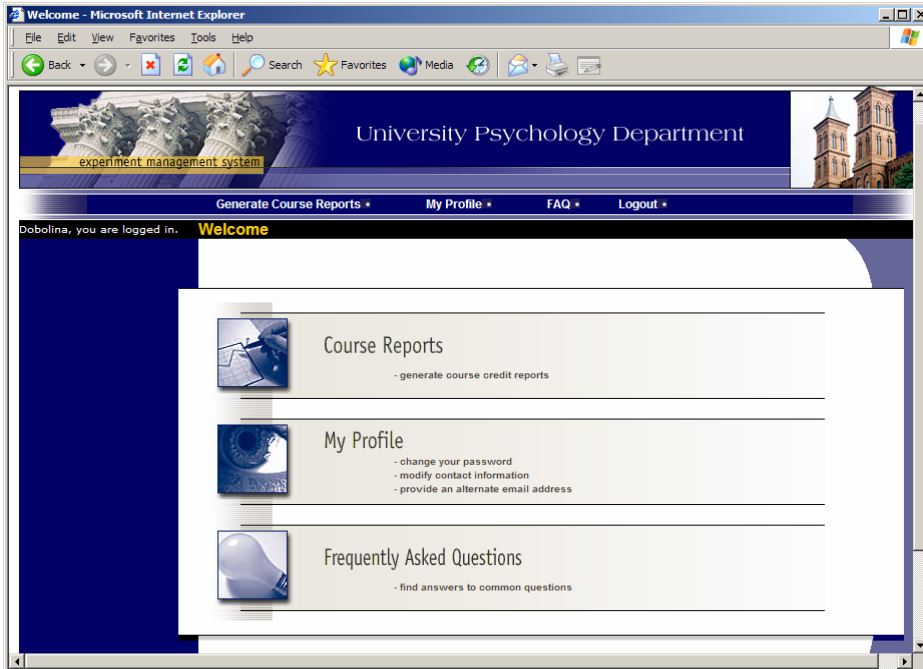 Welcome - Microsoft Internet Explorer
File Edit View Favorites Tools Help
Back Search Favorites Media
University Psychology Department
experiment management system
Generate Course Reports My Profile FAQ Logout
Dobolina, you are logged in. Welcome
Course Reports
- generate course credit reports
My Profile
- change your password
- modify contact information
- provide an alternate email address
Frequently Asked Questions
- find answers to common questions